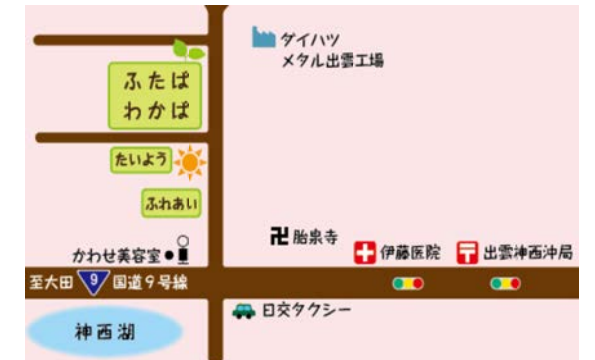 ダイハツ
メタル出雲工場
ふたば
わかば
たいよう
ふれあい
胎泉寺
伊藤医院
出雲神西沖局
かわせ美容室
至大田 9 国道9号線
日交タクシー
神西湖